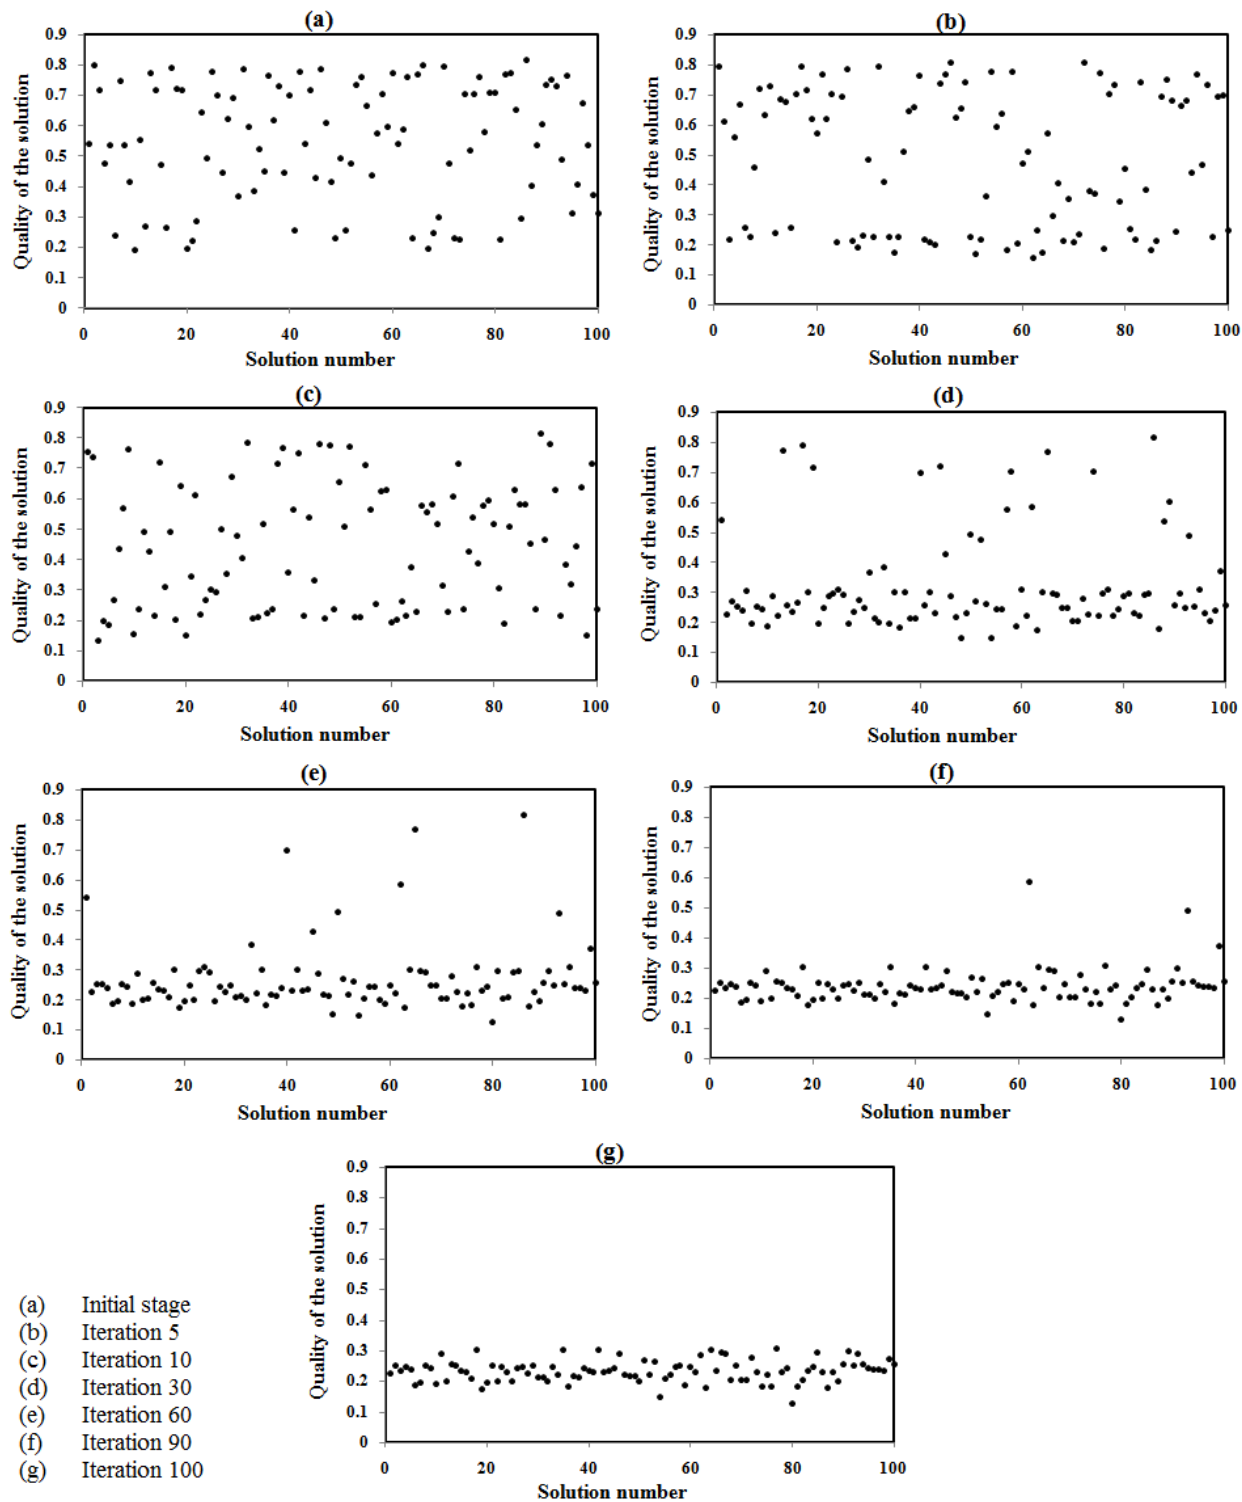 (a)
0.9
0.8
0.7
0.6
0.5
0.4
0.3
0.2
0.1
0
Quality of the solution
0 20 40 60 80 100
Solution number
(b)
0.9
0.8
0.7
0.6
0.5
0.4
0.3
0.2
0.1
0
Quality of the solution
0 20 40 60 80 100
Solution number
(c)
0.9
0.8
0.7
0.6
0.5
0.4
0.3
0.2
0.1
0
Quality of the solution
0 20 40 60 80 100
Solution number
(d)
0.9
0.8
0.7
0.6
0.5
0.4
0.3
0.2
0.1
0
Quality of the solution
0 20 40 60 80 100
Solution number
(e)
0.9
0.8
0.7
0.6
0.5
0.4
0.3
0.2
0.1
0
Quality of the solution
0 20 40 60 80 100
Solution number
(f)
0.9
0.8
0.7
0.6
0.5
0.4
0.3
0.2
0.1
0
Quality of the solution
0 20 40 60 80 100
Solution number
(g)
0.9
0.8
0.7
0.6
0.5
0.4
0.3
0.2
0.1
0
Quality of the solution
0 20 40 60 80 100
Solution number
(a) Initial stage
(b) Iteration 5
(c) Iteration 10
(d) Iteration 30
(e) Iteration 60
(f) Iteration 90
(g) Iteration 100